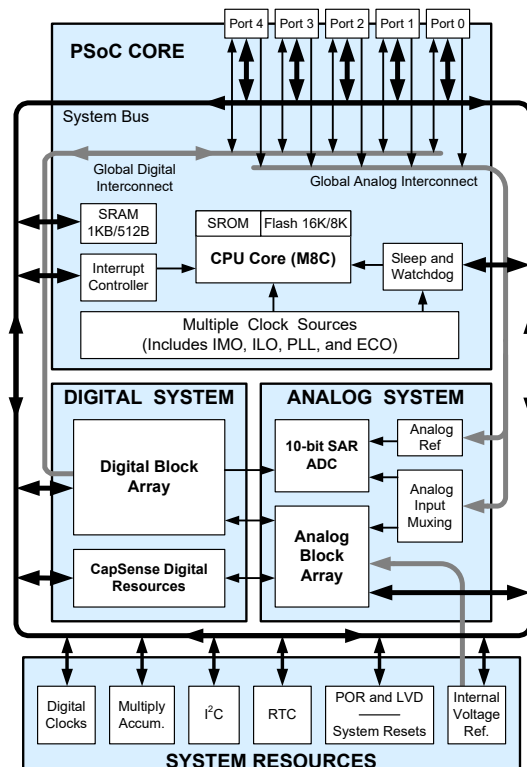 Port 4 Port 3 Port 2 Port 1 Port 0
PSoC CORE
System Bus
Global Digital
Interconnect
Global Analog Interconnect
SRAM
1KB/512B
SROM Flash 16K/8K
CPU Core (M8C)
Interrupt
Controller
Sleep and
Watchdog
Multiple Clock Sources
(Includes IMO, ILO, PLL, and ECO)
DIGITAL SYSTEM
ANALOG SYSTEM
Digital Block
Array
10-bit SAR
ADC
Analog
Ref
Analog
Input
Muxing
CapSense Digital
Resources
Analog
Block
Array
Digital
Clocks
Multiply
Accum.
I²C
RTC
POR and LVD
System Resets
Internal
Voltage
Ref.
SYSTEM RESOURCES